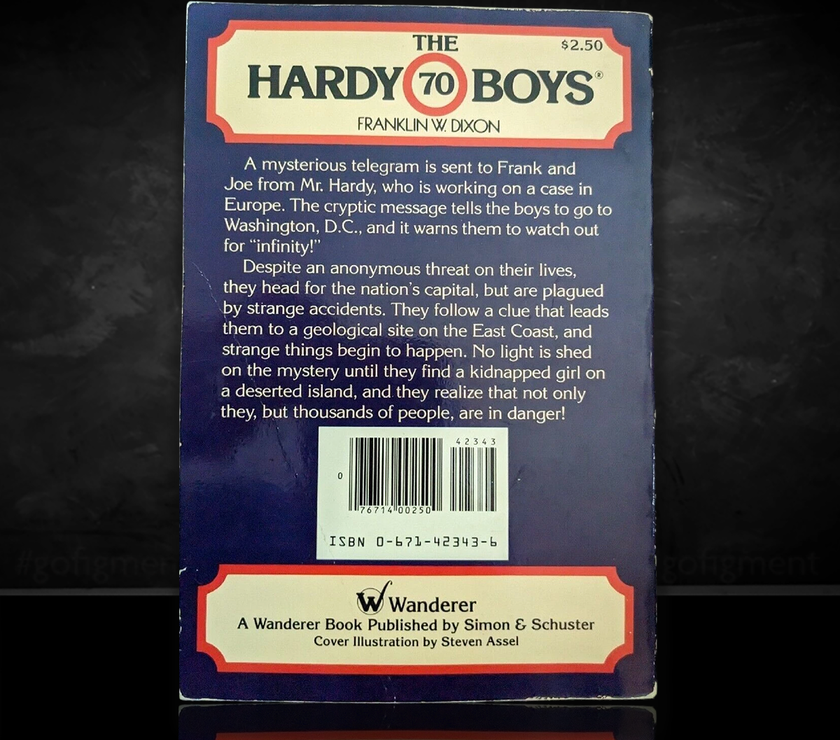 THE
$2.50
HARDY 70 BOYS®
FRANKLIN W. DIXON
A mysterious telegram is sent to Frank and
Joe from Mr. Hardy, who is working on a case in
Europe. The cryptic message tells the boys to go to
Washington, D.C., and it warns them to watch out
for “infinity!”
Despite an anonymous threat on their lives,
they head for the nation's capital, but are plagued
by strange accidents. They follow a clue that leads
them to a geological site on the East Coast, and
strange things begin to happen. No light is shed
on the mystery until they find a kidnapped girl on
a deserted island, and they realize that not only
they, but thousands of people, are in danger!
42343
0
76714 00250
ISBN 0-671-42343-6
#gofigment
gofigment
W Wanderer
A Wanderer Book Published by Simon & Schuster
Cover Illustration by Steven Assel